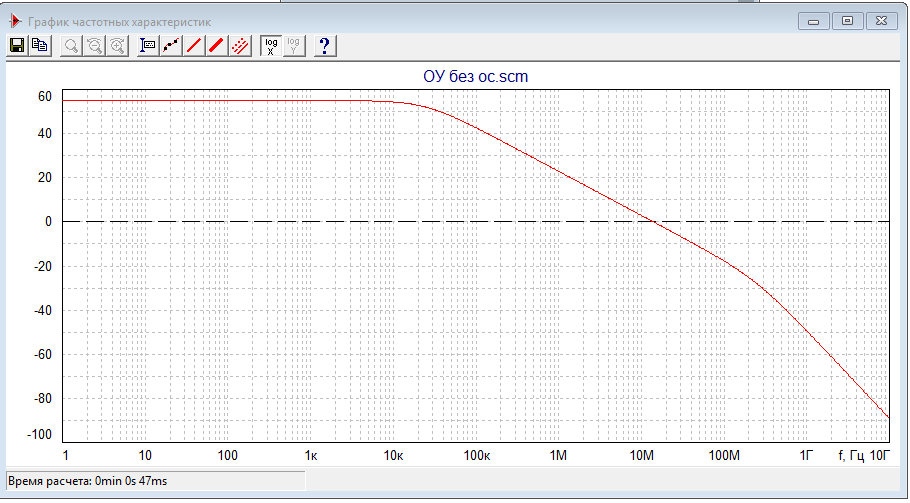 График частотных характеристик
log X log Y ?
ОУ без ос.scm
60
40
20
0
-20
-40
-60
-80
-100
1 10 100 1к 10к 100к 1М 10М 100М 1Г f, Гц 10Г
Время расчета: 0min 0s 47ms